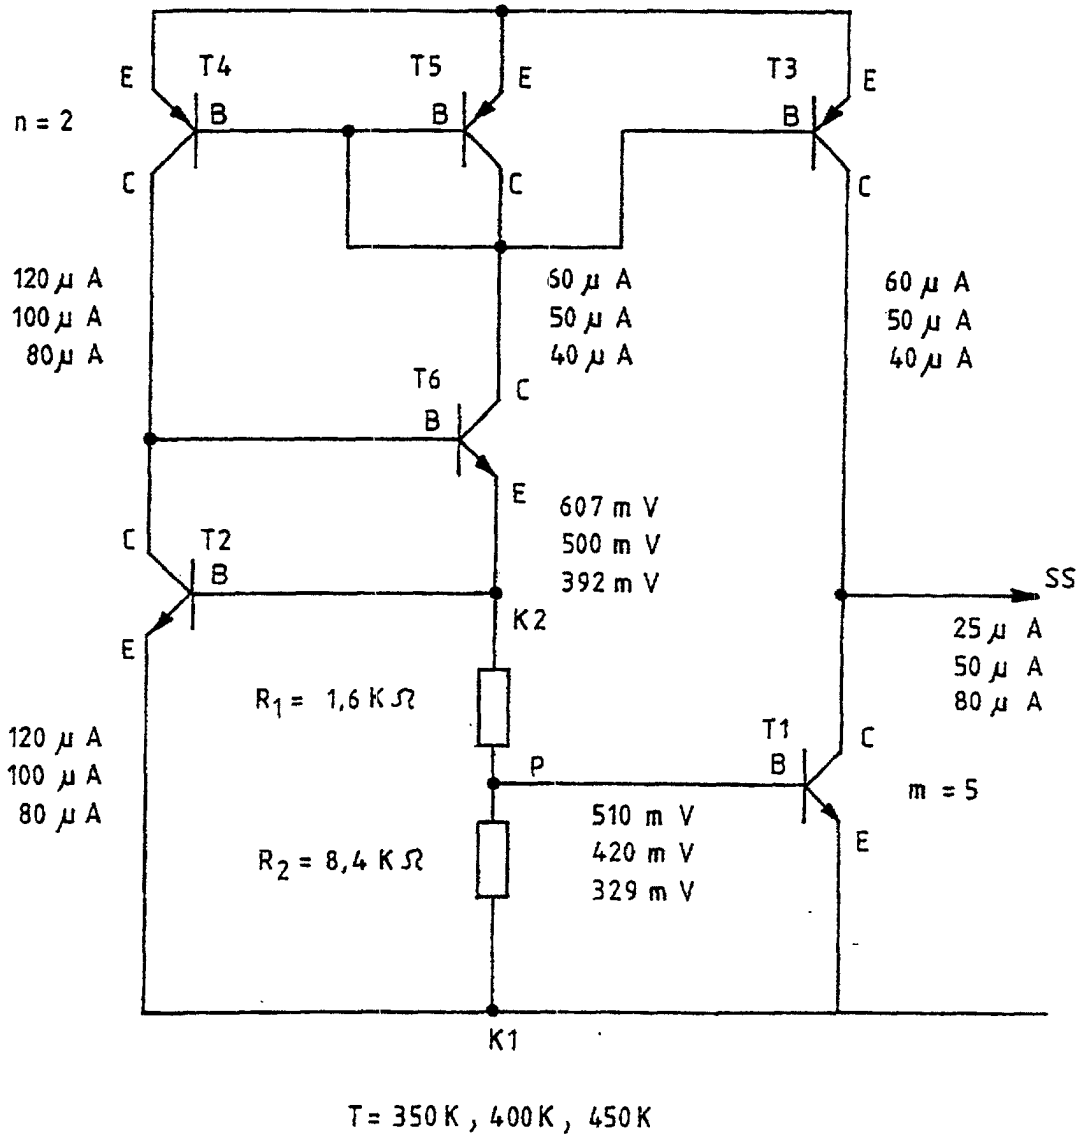 T4
T5
T3
E
E
E
n = 2
B
B
B
C
C
C
120 µ A
100 µ A
80 µ A
60 µ A
50 µ A
40 µ A
60 µ A
50 µ A
40 µ A
T6
C
B
E
607 m V
500 m V
392 m V
C
T2
B
E
K2
SS
25 µ A
50 µ A
80 µ A
R1 = 1,6 K Ω
120 µ A
100 µ A
80 µ A
P
T1
C
B
m = 5
510 m V
420 m V
329 m V
E
R2 = 8,4 K Ω
K1
T = 350 K , 400 K , 450 K